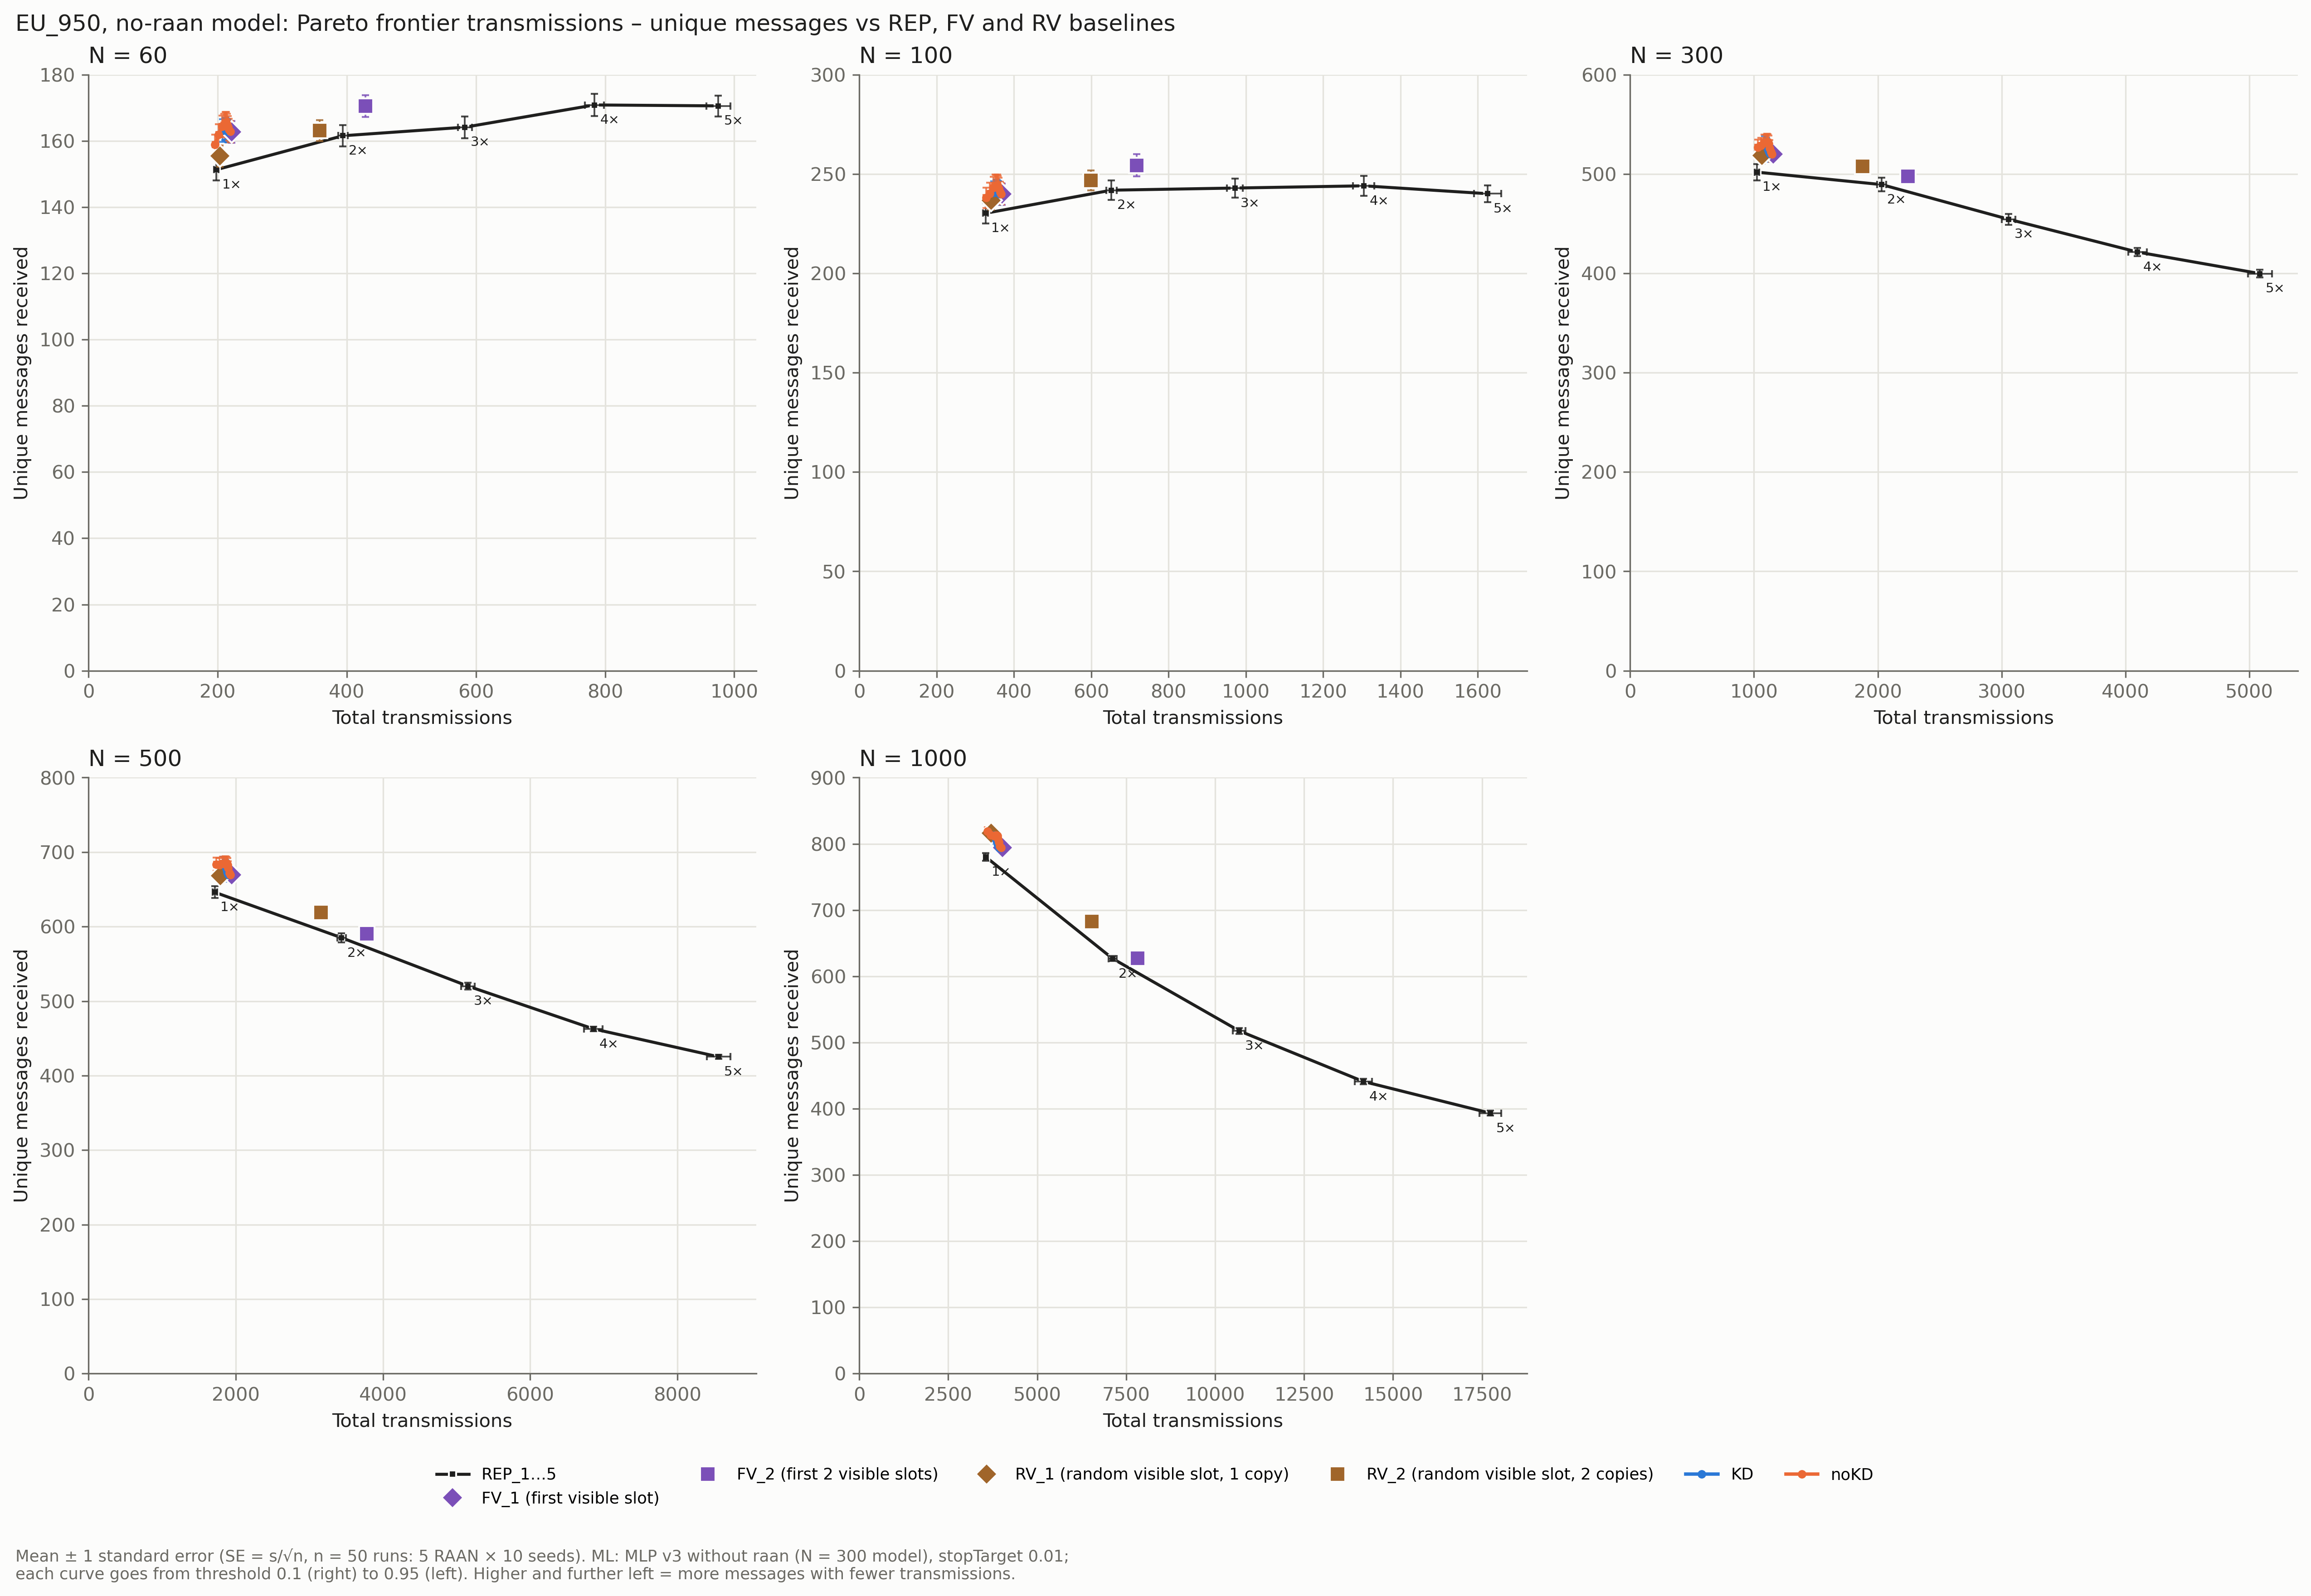 EU_950, no-raan model: Pareto frontier transmissions – unique messages vs REP, FV and RV baselines
N = 60
180
160
140
120
100
80
60
40
20
0
0 200 400 600 800 1000
Unique messages received
Total transmissions
1×
2×
3×
4×
5×
N = 100
300
250
200
150
100
50
0
0 200 400 600 800 1000 1200 1400 1600
Unique messages received
Total transmissions
1×
2×
3×
4×
5×
N = 300
600
500
400
300
200
100
0
0 1000 2000 3000 4000 5000
Unique messages received
Total transmissions
1×
2×
3×
4×
5×
N = 500
800
700
600
500
400
300
200
100
0
0 2000 4000 6000 8000
Unique messages received
Total transmissions
1×
2×
3×
4×
5×
N = 1000
900
800
700
600
500
400
300
200
100
0
0 2500 5000 7500 10000 12500 15000 17500
Unique messages received
Total transmissions
1×
2×
3×
4×
5×
REP_1…5
FV_1 (first visible slot)
FV_2 (first 2 visible slots)
RV_1 (random visible slot, 1 copy)
RV_2 (random visible slot, 2 copies)
KD
noKD
Mean ± 1 standard error (SE = s/√n, n = 50 runs: 5 RAAN × 10 seeds). ML: MLP v3 without raan (N = 300 model), stopTarget 0.01;
each curve goes from threshold 0.1 (right) to 0.95 (left). Higher and further left = more messages with fewer transmissions.